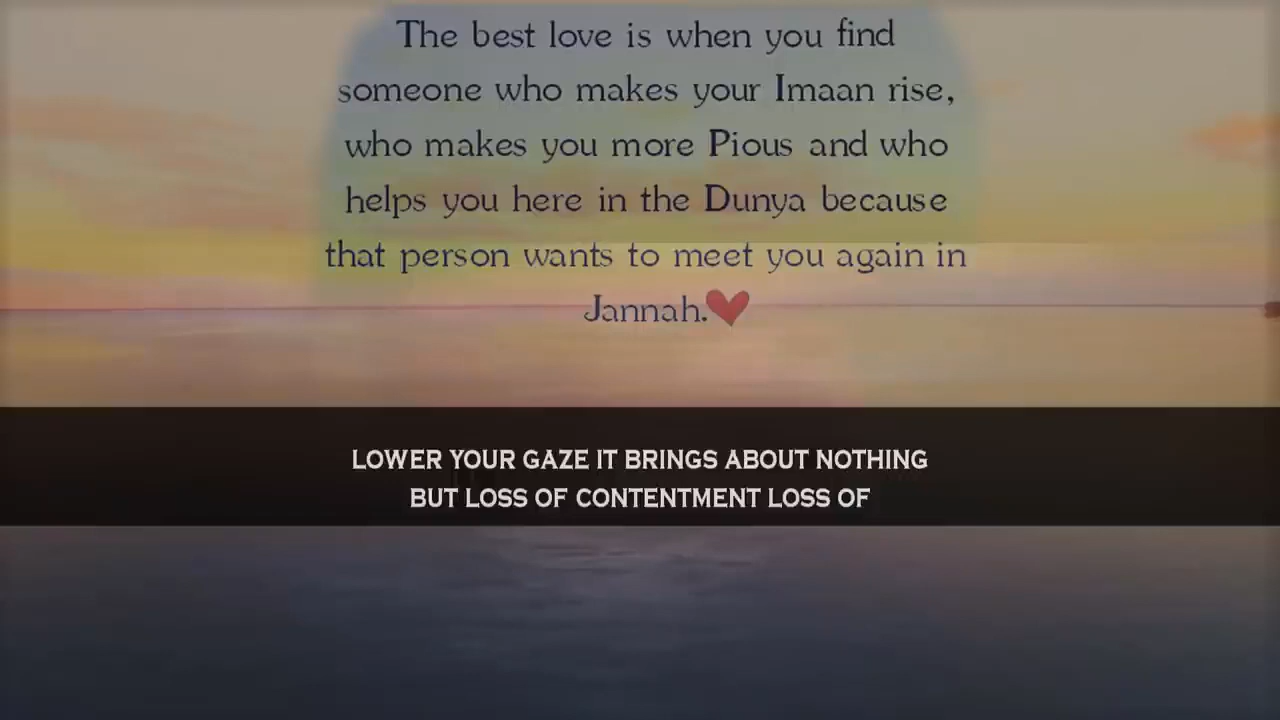 The best love is when you find
someone who makes your Imaan rise,
who makes you more Pious and who
helps you here in the Dunya because
that person wants to meet you again in
Jannah.❤
LOWER YOUR GAZE IT BRINGS ABOUT NOTHING
BUT LOSS OF CONTENTMENT LOSS OF